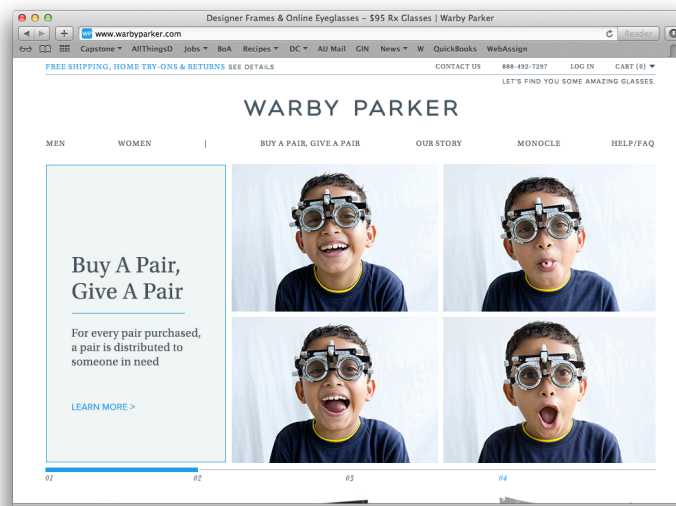 Designer Frames & Online Eyeglasses – $95 Rx Glasses | Warby Parker
WP www.warbyparker.com Reader
Capstone AllThingsD Jobs BoA Recipes DC AU Mail GIN News W QuickBooks WebAssign
FREE SHIPPING, HOME TRY-ONS & RETURNS SEE DETAILS CONTACT US 888-492-7297 LOG IN CART (0)
LET'S FIND YOU SOME AMAZING GLASSES.
WARBY PARKER
MEN WOMEN | BUY A PAIR, GIVE A PAIR OUR STORY MONOCLE HELP/FAQ
Buy A Pair,
Give A Pair
For every pair purchased,
a pair is distributed to
someone in need
LEARN MORE >
01 02 03 04